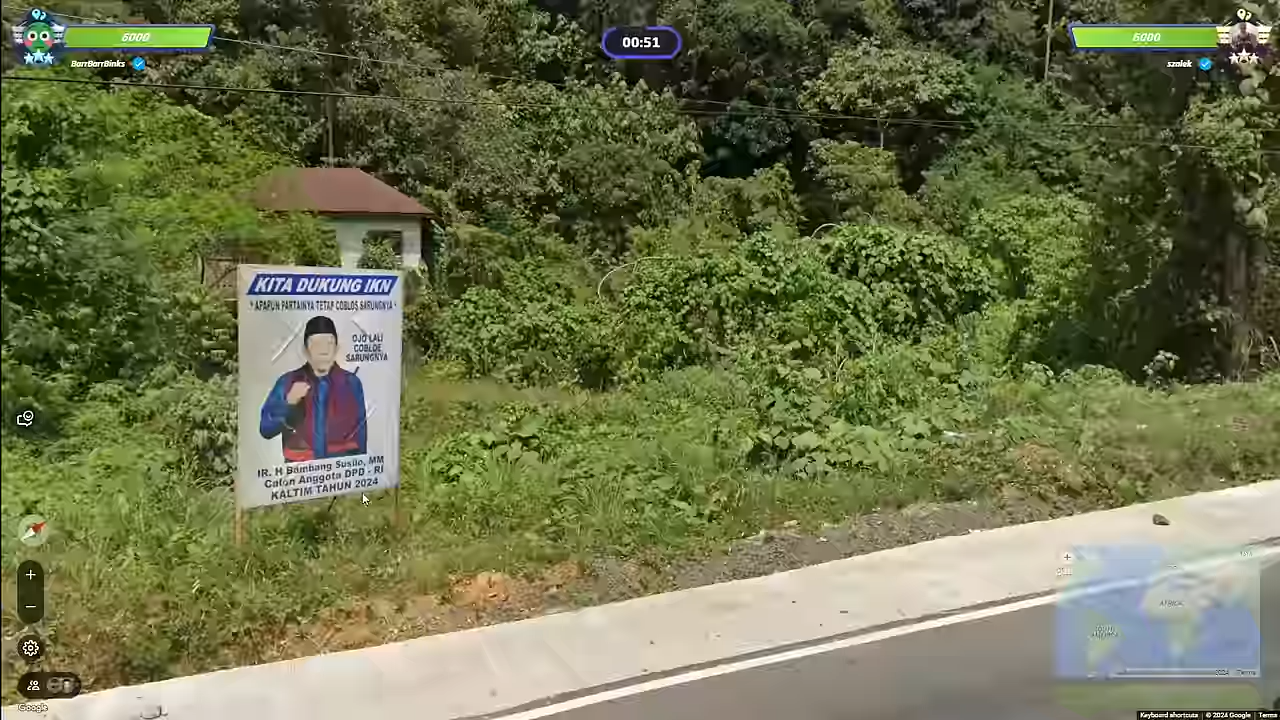 6000
00:51
6000
BarrBarrBinks
szniek
KITA DUKUNG IKN
" APAPUN PARTAINYA TETAP COBLOS SARUNGNYA "
OJO LALI
COBLOS
SARUNGNYA
IR. H Bambang Susilo, MM
Calon Anggota DPD - RI
KALTIM TAHUN 2024
AFRICA
Google
Keyboard shortcuts
© 2024 Google
Terms